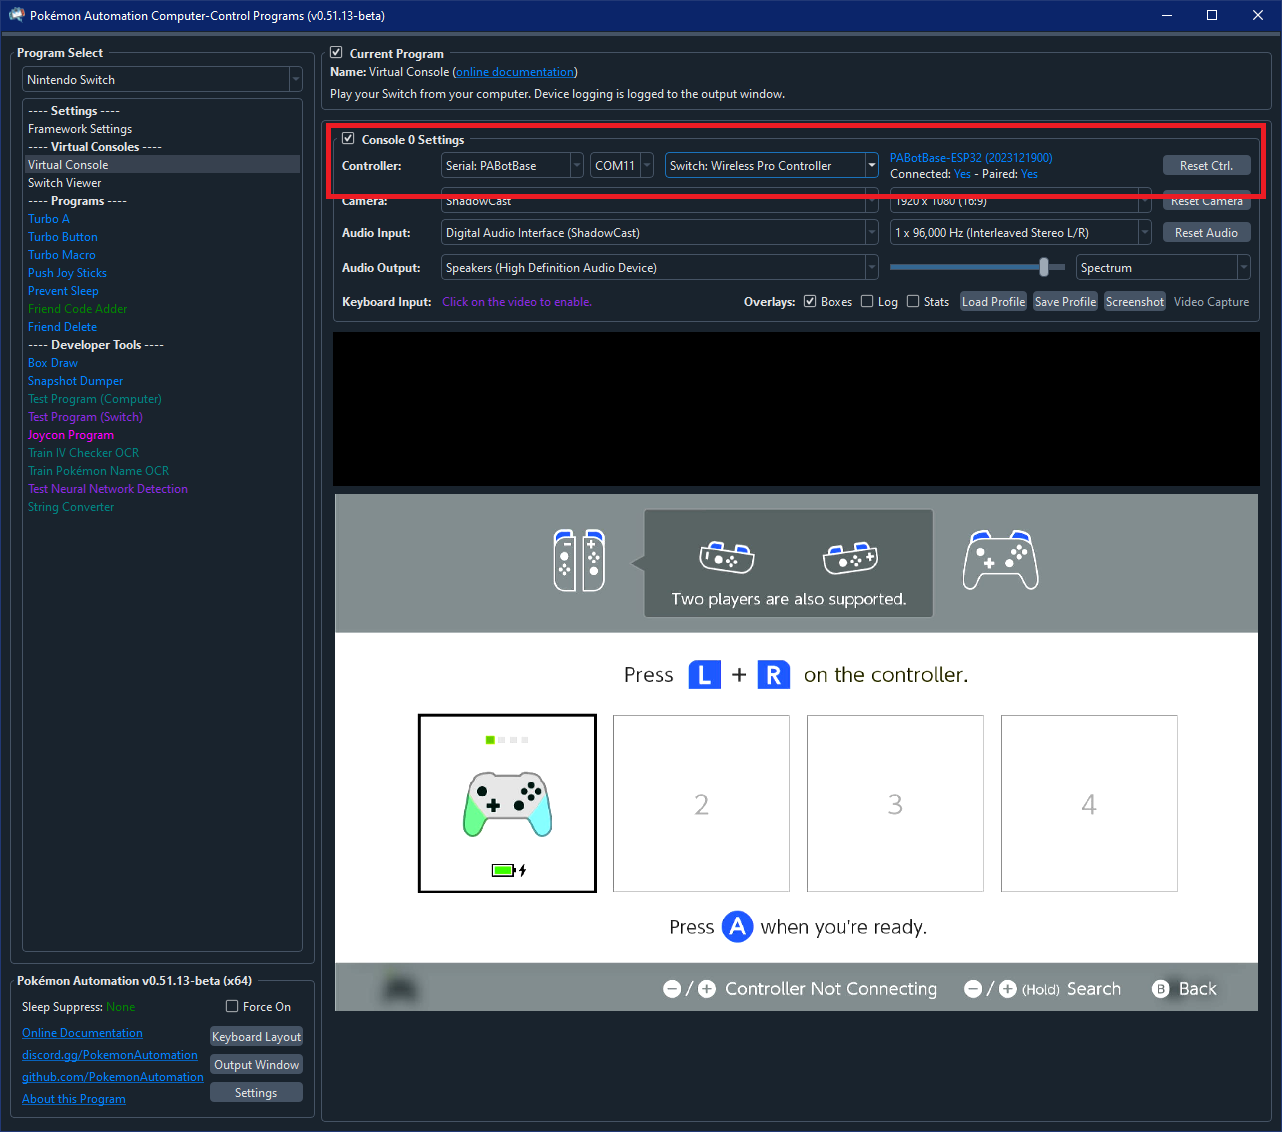 Pokémon Automation Computer-Control Programs (v0.51.13-beta)
Program Select
Nintendo Switch
---- Settings ----
Framework Settings
---- Virtual Consoles ----
Virtual Console
Switch Viewer
---- Programs ----
Turbo A
Turbo Button
Turbo Macro
Push Joy Sticks
Prevent Sleep
Friend Code Adder
Friend Delete
---- Developer Tools ----
Box Draw
Snapshot Dumper
Test Program (Computer)
Test Program (Switch)
Joycon Program
Train IV Checker OCR
Train Pokémon Name OCR
Test Neural Network Detection
String Converter
Pokémon Automation v0.51.13-beta (x64)
Sleep Suppress: None Force On
Online Documentation Keyboard Layout
discord.gg/PokemonAutomation Output Window
github.com/PokemonAutomation
About this Program Settings
Current Program
Name: Virtual Console (online documentation)
Play your Switch from your computer. Device logging is logged to the output window.
Console 0 Settings
Controller: Serial: PABotBase COM11 Switch: Wireless Pro Controller PABotBase-ESP32 (2023121900) Reset Ctrl.
Connected: Yes - Paired: Yes
Camera: ShadowCast 1920 x 1080 (16:9) Reset Camera
Audio Input: Digital Audio Interface (ShadowCast) 1 x 96,000 Hz (Interleaved Stereo L/R) Reset Audio
Audio Output: Speakers (High Definition Audio Device) Spectrum
Keyboard Input: Click on the video to enable. Overlays: Boxes Log Stats Load Profile Save Profile Screenshot Video Capture
Two players are also supported.
Press L + R on the controller.
2 3 4
Press A when you're ready.
− / + Controller Not Connecting − / + (Hold) Search B Back